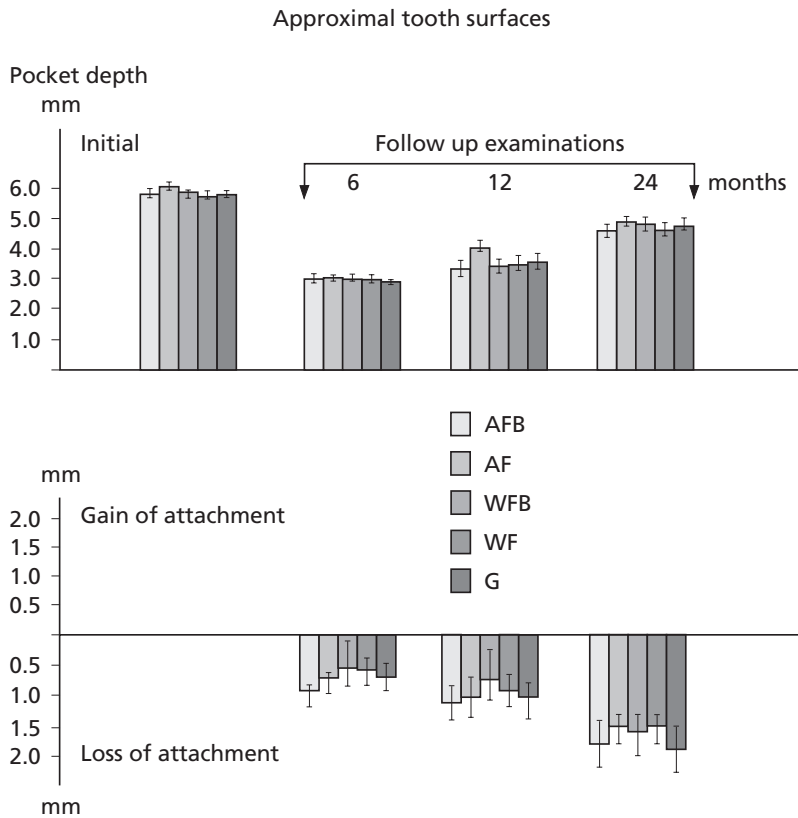 Approximal tooth surfaces
Pocket depth
mm
Initial
Follow up examinations
6 12 24 months
6.0
5.0
4.0
3.0
2.0
1.0
AFB
AF
WFB
WF
G
mm
Gain of attachment
2.0
1.5
1.0
0.5
0.5
1.0
1.5
2.0
Loss of attachment
mm